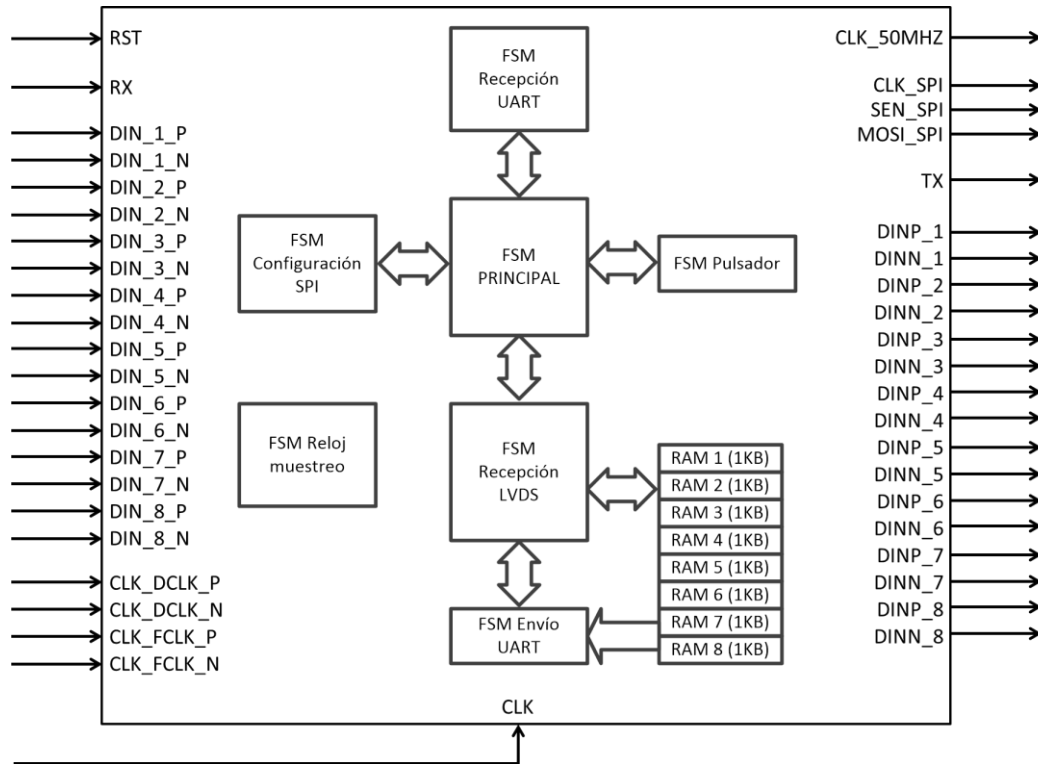 RST
RX
DIN_1_P
DIN_1_N
DIN_2_P
DIN_2_N
DIN_3_P
DIN_3_N
DIN_4_P
DIN_4_N
DIN_5_P
DIN_5_N
DIN_6_P
DIN_6_N
DIN_7_P
DIN_7_N
DIN_8_P
DIN_8_N
CLK_DCLK_P
CLK_DCLK_N
CLK_FCLK_P
CLK_FCLK_N
FSM
Recepción
UART
FSM
Configuración
SPI
FSM
PRINCIPAL
FSM Pulsador
FSM Reloj
muestreo
FSM
Recepción
LVDS
RAM 1 (1KB)
RAM 2 (1KB)
RAM 3 (1KB)
RAM 4 (1KB)
RAM 5 (1KB)
RAM 6 (1KB)
RAM 7 (1KB)
RAM 8 (1KB)
FSM Envío
UART
CLK
CLK_50MHZ
CLK_SPI
SEN_SPI
MOSI_SPI
TX
DINP_1
DINN_1
DINP_2
DINN_2
DINP_3
DINN_3
DINP_4
DINN_4
DINP_5
DINN_5
DINP_6
DINN_6
DINP_7
DINN_7
DINP_8
DINN_8